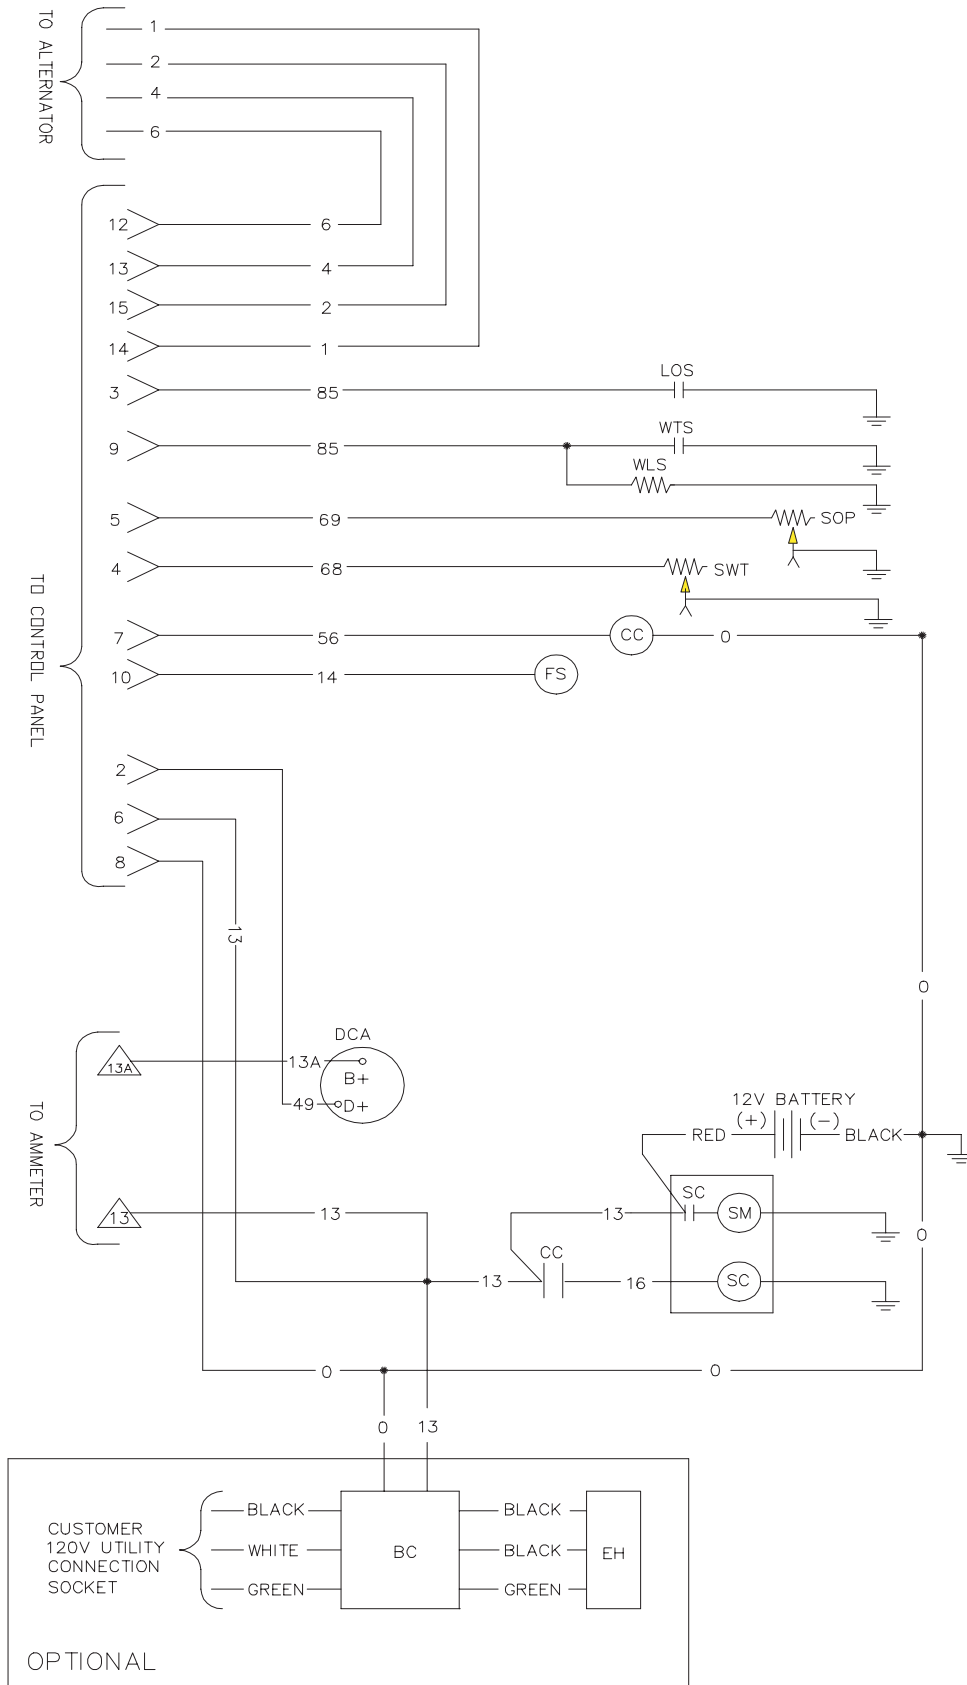 TO ALTERNATOR
1
2
4
6
TO CONTROL PANEL
12 6
13 4
15 2
14 1
3 85 LOS
9 85 WTS
WLS
5 69 SOP
4 68 SWT
7 56 CC 0
10 14 FS
2
6
8
13
0
TO AMMETER
DCA
13A 13A B+
49 D+
12V BATTERY
(+) (-)
RED BLACK
13 13 13 SC SM
0
CC
13 16 SC
0 0
0 13
CUSTOMER
120V UTILITY
CONNECTION
SOCKET
BLACK BLACK
WHITE BC BLACK EH
GREEN GREEN
OPTIONAL